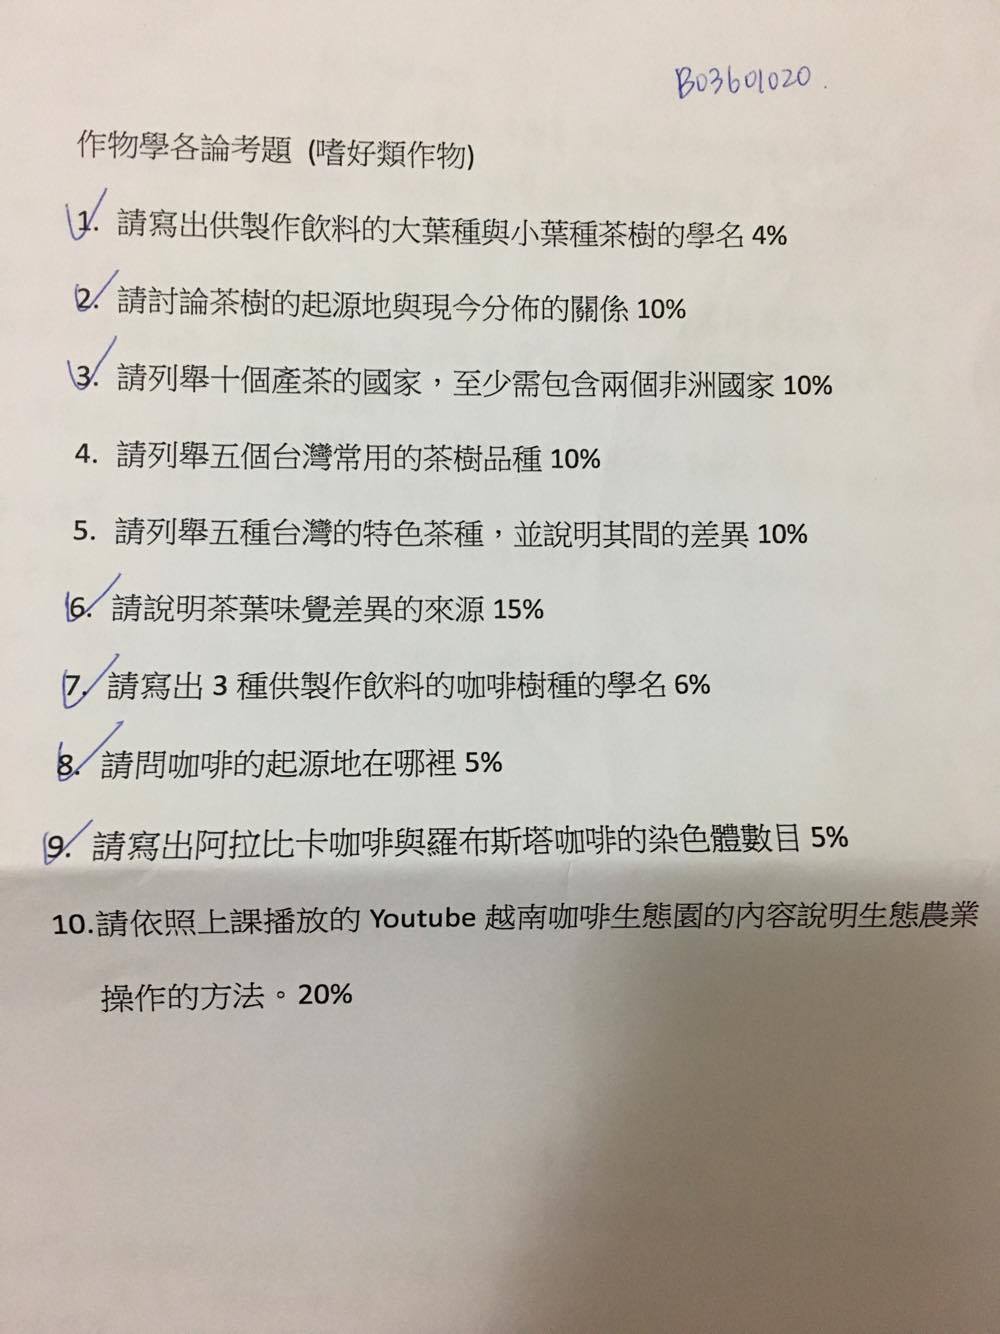 B03601020.
作物學各論考題 (嗜好類作物)
1. 請寫出供製作飲料的大葉種與小葉種茶樹的學名 4%
2. 請討論茶樹的起源地與現今分佈的關係 10%
3. 請列舉十個產茶的國家，至少需包含兩個非洲國家 10%
4. 請列舉五個台灣常用的茶樹品種 10%
5. 請列舉五種台灣的特色茶種，並說明其間的差異 10%
6. 請說明茶葉味覺差異的來源 15%
7. 請寫出 3 種供製作飲料的咖啡樹種的學名 6%
8. 請問咖啡的起源地在哪裡 5%
9. 請寫出阿拉比卡咖啡與羅布斯塔咖啡的染色體數目 5%
10.請依照上課播放的 Youtube 越南咖啡生態園的內容說明生態農業
操作的方法。20%